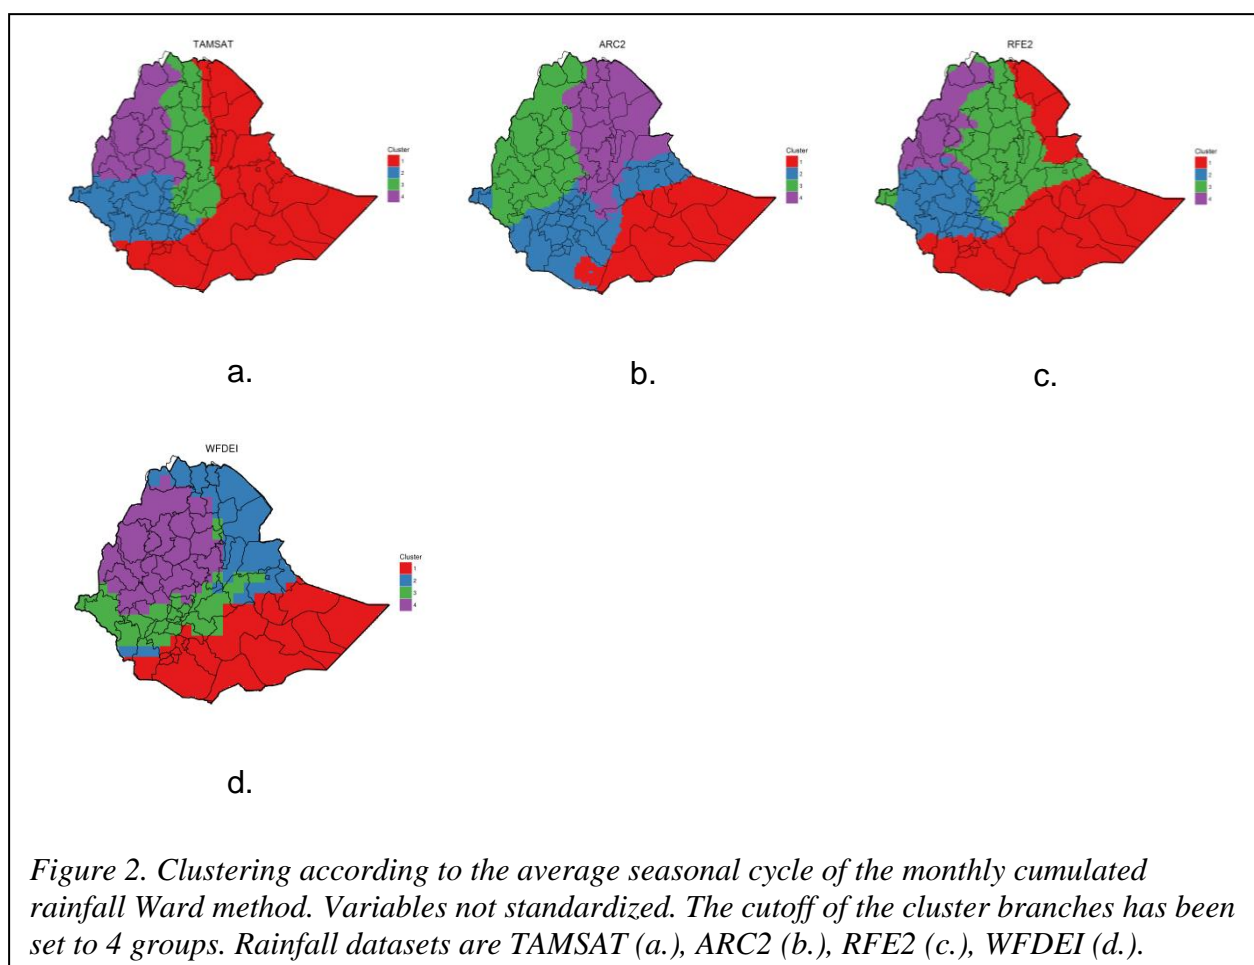 TAMSAT
ARC2
RFE2
Cluster
1
2
3
4
Cluster
1
2
3
4
Cluster
1
2
3
4
a.
b.
c.
WFDEI
Cluster
1
2
3
4
d.
Figure 2. Clustering according to the average seasonal cycle of the monthly cumulated
rainfall Ward method. Variables not standardized. The cutoff of the cluster branches has been
set to 4 groups. Rainfall datasets are TAMSAT (a.), ARC2 (b.), RFE2 (c.), WFDEI (d.).